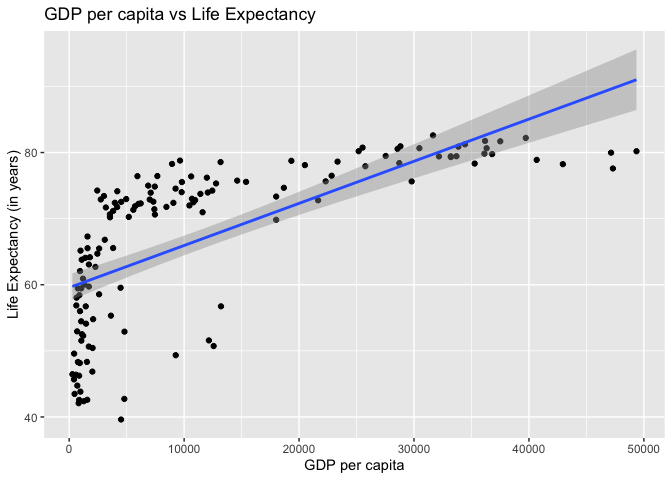 GDP per capita vs Life Expectancy
Life Expectancy (in years)
80
60
40
0 10000 20000 30000 40000 50000
GDP per capita